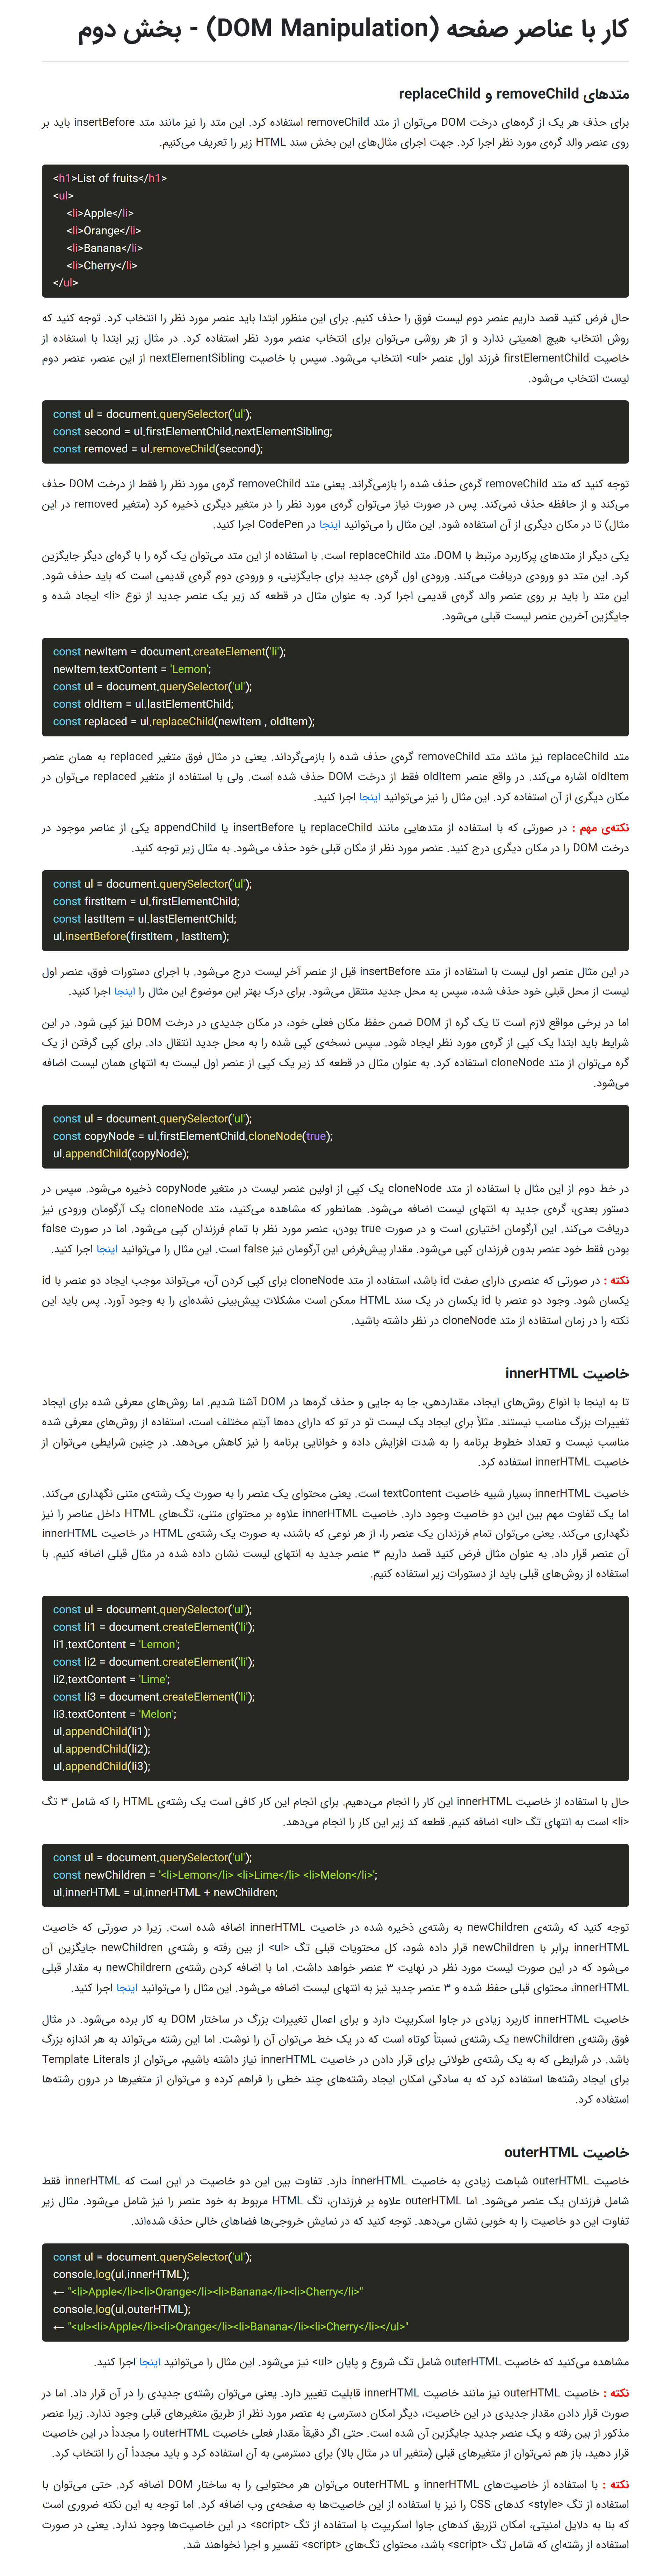 کار با عناصر صفحه (DOM Manipulation) - بخش دوم
متدهای removeChild و replaceChild
برای حذف هر یک از گره‌های درخت DOM می‌توان از متد removeChild استفاده کرد. این متد را نیز مانند متد insertBefore باید بر
روی عنصر والد گره‌ی مورد نظر اجرا کرد. جهت اجرای مثال‌های این بخش سند HTML زیر را تعریف می‌کنیم.
<h1>List of fruits</h1>
<ul>
<li>Apple</li>
<li>Orange</li>
<li>Banana</li>
<li>Cherry</li>
</ul>
حال فرض کنید قصد داریم عنصر دوم لیست فوق را حذف کنیم. برای این منظور ابتدا باید عنصر مورد نظر را انتخاب کرد. توجه کنید که
روش انتخاب هیچ اهمیتی ندارد و از هر روشی می‌توان برای انتخاب عنصر مورد نظر استفاده کرد. در مثال زیر ابتدا با استفاده از
خاصیت firstElementChild فرزند اول عنصر <ul> انتخاب می‌شود. سپس با خاصیت nextElementSibling از این عنصر، عنصر دوم
لیست انتخاب می‌شود.
const ul = document.querySelector('ul');
const second = ul.firstElementChild.nextElementSibling;
const removed = ul.removeChild(second);
توجه کنید که متد removeChild گره‌ی حذف شده را بازمی‌گراند. یعنی متد removeChild گره‌ی مورد نظر را فقط از درخت DOM حذف
می‌کند و از حافظه حذف نمی‌کند. پس در صورت نیاز می‌توان گره‌ی مورد نظر را در متغیر دیگری ذخیره کرد (متغیر removed در این
مثال) تا در مکان دیگری از آن استفاده شود. این مثال را می‌توانید اینجا در CodePen اجرا کنید.
یکی دیگر از متدهای پرکاربرد مرتبط با DOM، متد replaceChild است. با استفاده از این متد می‌توان یک گره را با گره‌ای دیگر جایگزین
کرد. این متد دو ورودی دریافت می‌کند. ورودی اول گره‌ی جدید برای جایگزینی، و ورودی دوم گره‌ی قدیمی است که باید حذف شود.
این متد را باید بر روی عنصر والد گره‌ی قدیمی اجرا کرد. به عنوان مثال در قطعه کد زیر یک عنصر جدید از نوع <li> ایجاد شده و
جایگزین آخرین عنصر لیست قبلی می‌شود.
const newItem = document.createElement('li');
newItem.textContent = 'Lemon';
const ul = document.querySelector('ul');
const oldItem = ul.lastElementChild;
const replaced = ul.replaceChild(newItem , oldItem);
متد replaceChild نیز مانند متد removeChild گره‌ی حذف شده را بازمی‌گرداند. یعنی در مثال فوق متغیر replaced به همان عنصر
oldItem اشاره می‌کند. در واقع عنصر oldItem فقط از درخت DOM حذف شده است. ولی با استفاده از متغیر replaced می‌توان در
مکان دیگری از آن استفاده کرد. این مثال را نیز می‌توانید اینجا اجرا کنید.
نکته‌ی مهم : در صورتی که با استفاده از متدهایی مانند replaceChild یا insertBefore یا appendChild یکی از عناصر موجود در
درخت DOM را در مکان دیگری درج کنید. عنصر مورد نظر از مکان قبلی خود حذف می‌شود. به مثال زیر توجه کنید.
const ul = document.querySelector('ul');
const firstItem = ul.firstElementChild;
const lastItem = ul.lastElementChild;
ul.insertBefore(firstItem , lastItem);
در این مثال عنصر اول لیست با استفاده از متد insertBefore قبل از عنصر آخر لیست درج می‌شود. با اجرای دستورات فوق، عنصر اول
لیست از محل قبلی خود حذف شده، سپس به محل جدید منتقل می‌شود. برای درک بهتر این موضوع این مثال را اینجا اجرا کنید.
اما در برخی مواقع لازم است تا یک گره از DOM ضمن حفظ مکان فعلی خود، در مکان جدیدی در درخت DOM نیز کپی شود. در این
شرایط باید ابتدا یک کپی از گره‌ی مورد نظر ایجاد شود. سپس نسخه‌ی کپی شده را به محل جدید انتقال داد. برای کپی گرفتن از یک
گره می‌توان از متد cloneNode استفاده کرد. به عنوان مثال در قطعه کد زیر یک کپی از عنصر اول لیست به انتهای همان لیست اضافه
می‌شود.
const ul = document.querySelector('ul');
const copyNode = ul.firstElementChild.cloneNode(true);
ul.appendChild(copyNode);
در خط دوم از این مثال با استفاده از متد cloneNode یک کپی از اولین عنصر لیست در متغیر copyNode ذخیره می‌شود. سپس در
دستور بعدی، گره‌ی جدید به انتهای لیست اضافه می‌شود. همانطور که مشاهده می‌کنید، متد cloneNode یک آرگومان ورودی نیز
دریافت می‌کند. این آرگومان اختیاری است و در صورت true بودن، عنصر مورد نظر با تمام فرزندان کپی می‌شود. اما در صورت false
بودن فقط خود عنصر بدون فرزندان کپی می‌شود. مقدار پیش‌فرض این آرگومان نیز false است. این مثال را می‌توانید اینجا اجرا کنید.
نکته : در صورتی که عنصری دارای صفت id باشد، استفاده از متد cloneNode برای کپی کردن آن، می‌تواند موجب ایجاد دو عنصر با id
یکسان شود. وجود دو عنصر با id یکسان در یک سند HTML ممکن است مشکلات پیش‌بینی نشده‌ای را به وجود آورد. پس باید این
نکته را در زمان استفاده از متد cloneNode در نظر داشته باشید.
خاصیت innerHTML
تا به اینجا با انواع روش‌های ایجاد، مقداردهی، جا به جایی و حذف گره‌ها در DOM آشنا شدیم. اما روش‌های معرفی شده برای ایجاد
تغییرات بزرگ مناسب نیستند. مثلاً برای ایجاد یک لیست تو در تو که دارای ده‌ها آیتم مختلف است، استفاده از روش‌های معرفی شده
مناسب نیست و تعداد خطوط برنامه را به شدت افزایش داده و خوانایی برنامه را نیز کاهش می‌دهد. در چنین شرایطی می‌توان از
خاصیت innerHTML استفاده کرد.
خاصیت innerHTML بسیار شبیه خاصیت textContent است. یعنی محتوای یک عنصر را به صورت یک رشته‌ی متنی نگهداری می‌کند.
اما یک تفاوت مهم بین این دو خاصیت وجود دارد. خاصیت innerHTML علاوه بر محتوای متنی، تگ‌های HTML داخل عناصر را نیز
نگهداری می‌کند. یعنی می‌توان تمام فرزندان یک عنصر را، از هر نوعی که باشند، به صورت یک رشته‌ی HTML در خاصیت innerHTML
آن عنصر قرار داد. به عنوان مثال فرض کنید قصد داریم ۳ عنصر جدید به انتهای لیست نشان داده شده در مثال قبلی اضافه کنیم. با
استفاده از روش‌های قبلی باید از دستورات زیر استفاده کنیم.
const ul = document.querySelector('ul');
const li1 = document.createElement('li');
li1.textContent = 'Lemon';
const li2 = document.createElement('li');
li2.textContent = 'Lime';
const li3 = document.createElement('li');
li3.textContent = 'Melon';
ul.appendChild(li1);
ul.appendChild(li2);
ul.appendChild(li3);
حال با استفاده از خاصیت innerHTML این کار را انجام می‌دهیم. برای انجام این کار کافی است یک رشته‌ی HTML را که شامل ۳ تگ
<li> است به انتهای تگ <ul> اضافه کنیم. قطعه کد زیر این کار را انجام می‌دهد.
const ul = document.querySelector('ul');
const newChildren = '<li>Lemon</li> <li>Lime</li> <li>Melon</li>';
ul.innerHTML = ul.innerHTML + newChildren;
توجه کنید که رشته‌ی newChildren به رشته‌ی ذخیره شده در خاصیت innerHTML اضافه شده است. زیرا در صورتی که خاصیت
innerHTML برابر با newChildren قرار داده شود، کل محتویات قبلی تگ <ul> از بین رفته و رشته‌ی newChildren جایگزین آن
می‌شود که در این صورت لیست مورد نظر در نهایت ۳ عنصر خواهد داشت. اما با اضافه کردن رشته‌ی newChildrern به مقدار قبلی
innerHTML، محتوای قبلی حفظ شده و ۳ عنصر جدید نیز به انتهای لیست اضافه می‌شود. این مثال را می‌توانید اینجا اجرا کنید.
خاصیت innerHTML کاربرد زیادی در جاوا اسکریپت دارد و برای اعمال تغییرات بزرگ در ساختار DOM به کار برده می‌شود. در مثال
فوق رشته‌ی newChildren یک رشته‌ی نسبتاً کوتاه است که در یک خط می‌توان آن را نوشت. اما این رشته می‌تواند به هر اندازه بزرگ
باشد. در شرایطی که به یک رشته‌ی طولانی برای قرار دادن در خاصیت innerHTML نیاز داشته باشیم، می‌توان از Template Literals
برای ایجاد رشته‌ها استفاده کرد که به سادگی امکان ایجاد رشته‌های چند خطی را فراهم کرده و می‌توان از متغیرها در درون رشته‌ها
استفاده کرد.
خاصیت outerHTML
خاصیت outerHTML شباهت زیادی به خاصیت innerHTML دارد. تفاوت بین این دو خاصیت در این است که innerHTML فقط
شامل فرزندان یک عنصر می‌شود. اما outerHTML علاوه بر فرزندان، تگ HTML مربوط به خود عنصر را نیز شامل می‌شود. مثال زیر
تفاوت این دو خاصیت را به خوبی نشان می‌دهد. توجه کنید که در نمایش خروجی‌ها فضاهای خالی حذف شده‌اند.
const ul = document.querySelector('ul');
console.log(ul.innerHTML);
← "<li>Apple</li><li>Orange</li><li>Banana</li><li>Cherry</li>"
console.log(ul.outerHTML);
← "<ul><li>Apple</li><li>Orange</li><li>Banana</li><li>Cherry</li></ul>"
مشاهده می‌کنید که خاصیت outerHTML شامل تگ شروع و پایان <ul> نیز می‌شود. این مثال را می‌توانید اینجا اجرا کنید.
نکته : خاصیت outerHTML نیز مانند خاصیت innerHTML قابلیت تغییر دارد. یعنی می‌توان رشته‌ی جدیدی را در آن قرار داد. اما در
صورت قرار دادن مقدار جدیدی در این خاصیت، دیگر امکان دسترسی به عنصر مورد نظر از طریق متغیرهای قبلی وجود ندارد. زیرا عنصر
مذکور از بین رفته و یک عنصر جدید جایگزین آن شده است. حتی اگر دقیقاً مقدار فعلی خاصیت outerHTML را مجدداً در این خاصیت
قرار دهید، باز هم نمی‌توان از متغیرهای قبلی (متغیر ul در مثال بالا) برای دسترسی به آن استفاده کرد و باید مجدداً آن را انتخاب کرد.
نکته : با استفاده از خاصیت‌های innerHTML و outerHTML می‌توان هر محتوایی را به ساختار DOM اضافه کرد. حتی می‌توان با
استفاده از تگ <style> کدهای CSS را نیز با استفاده از این خاصیت‌ها به صفحه‌ی وب اضافه کرد. اما توجه به این نکته ضروری است
که بنا به دلایل امنیتی، امکان تزریق کدهای جاوا اسکریپت با استفاده از تگ <script> در این خاصیت‌ها وجود ندارد. یعنی در صورت
استفاده از رشته‌ای که شامل تگ <script> باشد، محتوای تگ‌های <script> تفسیر و اجرا نخواهند شد.